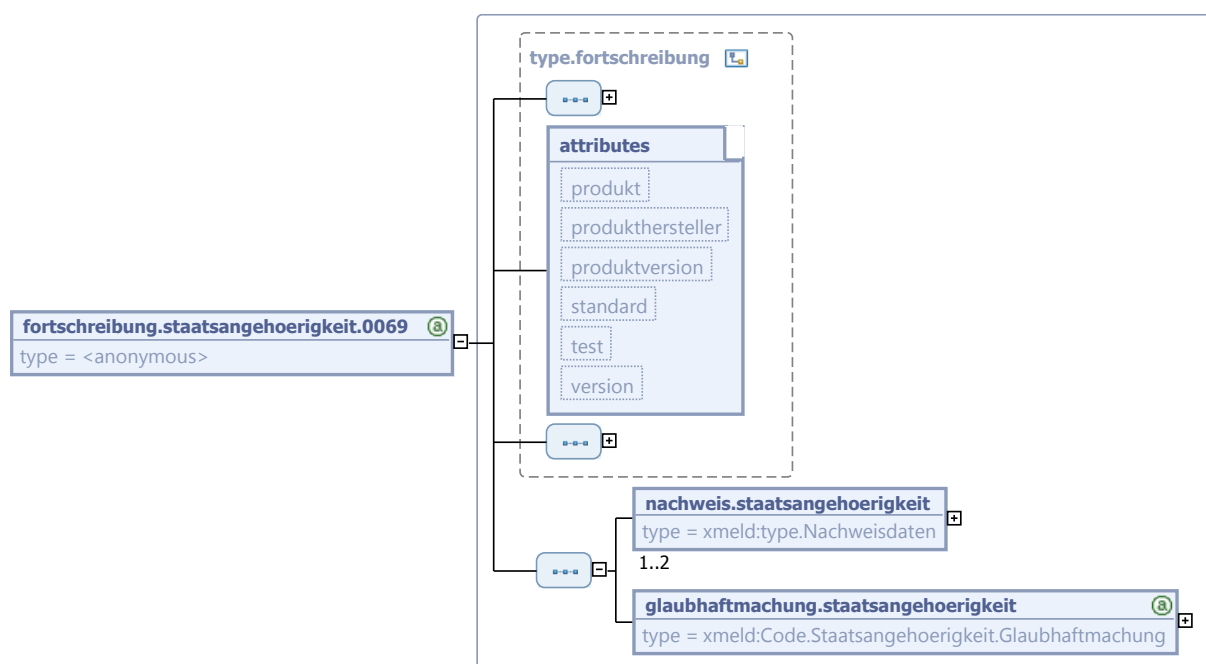 type.fortschreibung
attributes
produkt
produkthersteller
produktversion
standard
test
version
fortschreibung.staatsangehoerigkeit.0069
type = <anonymous>
nachweis.staatsangehoerigkeit
type = xmeld:type.Nachweisdaten
1..2
glaubhaftmachung.staatsangehoerigkeit
type = xmeld:Code.Staatsangehoerigkeit.Glaubhaftmachung